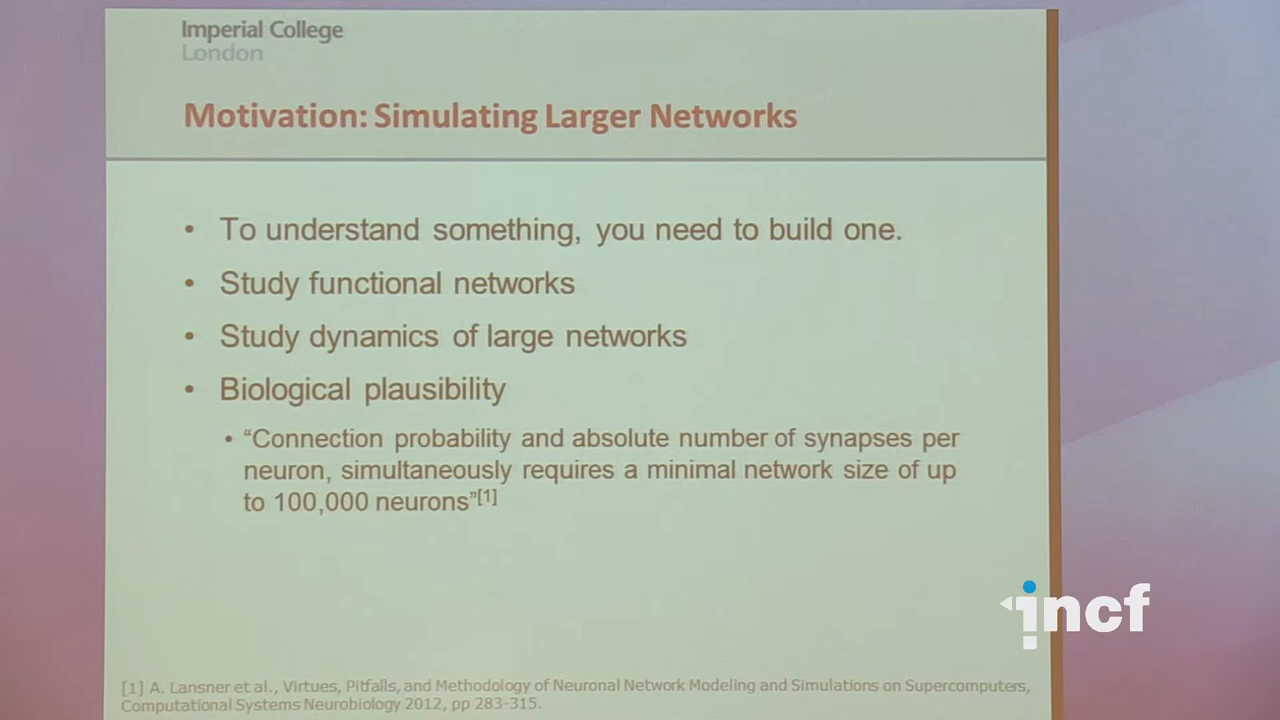 Imperial College
London
Motivation: Simulating Larger Networks
• To understand something, you need to build one.
• Study functional networks
• Study dynamics of large networks
• Biological plausibility
• “Connection probability and absolute number of synapses per
neuron, simultaneously requires a minimal network size of up
to 100,000 neurons”[1]
incf
[1] A. Lansner et al., Virtues, Pitfalls, and Methodology of Neuronal Network Modeling and Simulations on Supercomputers,
Computational Systems Neurobiology 2012, pp 283-315.